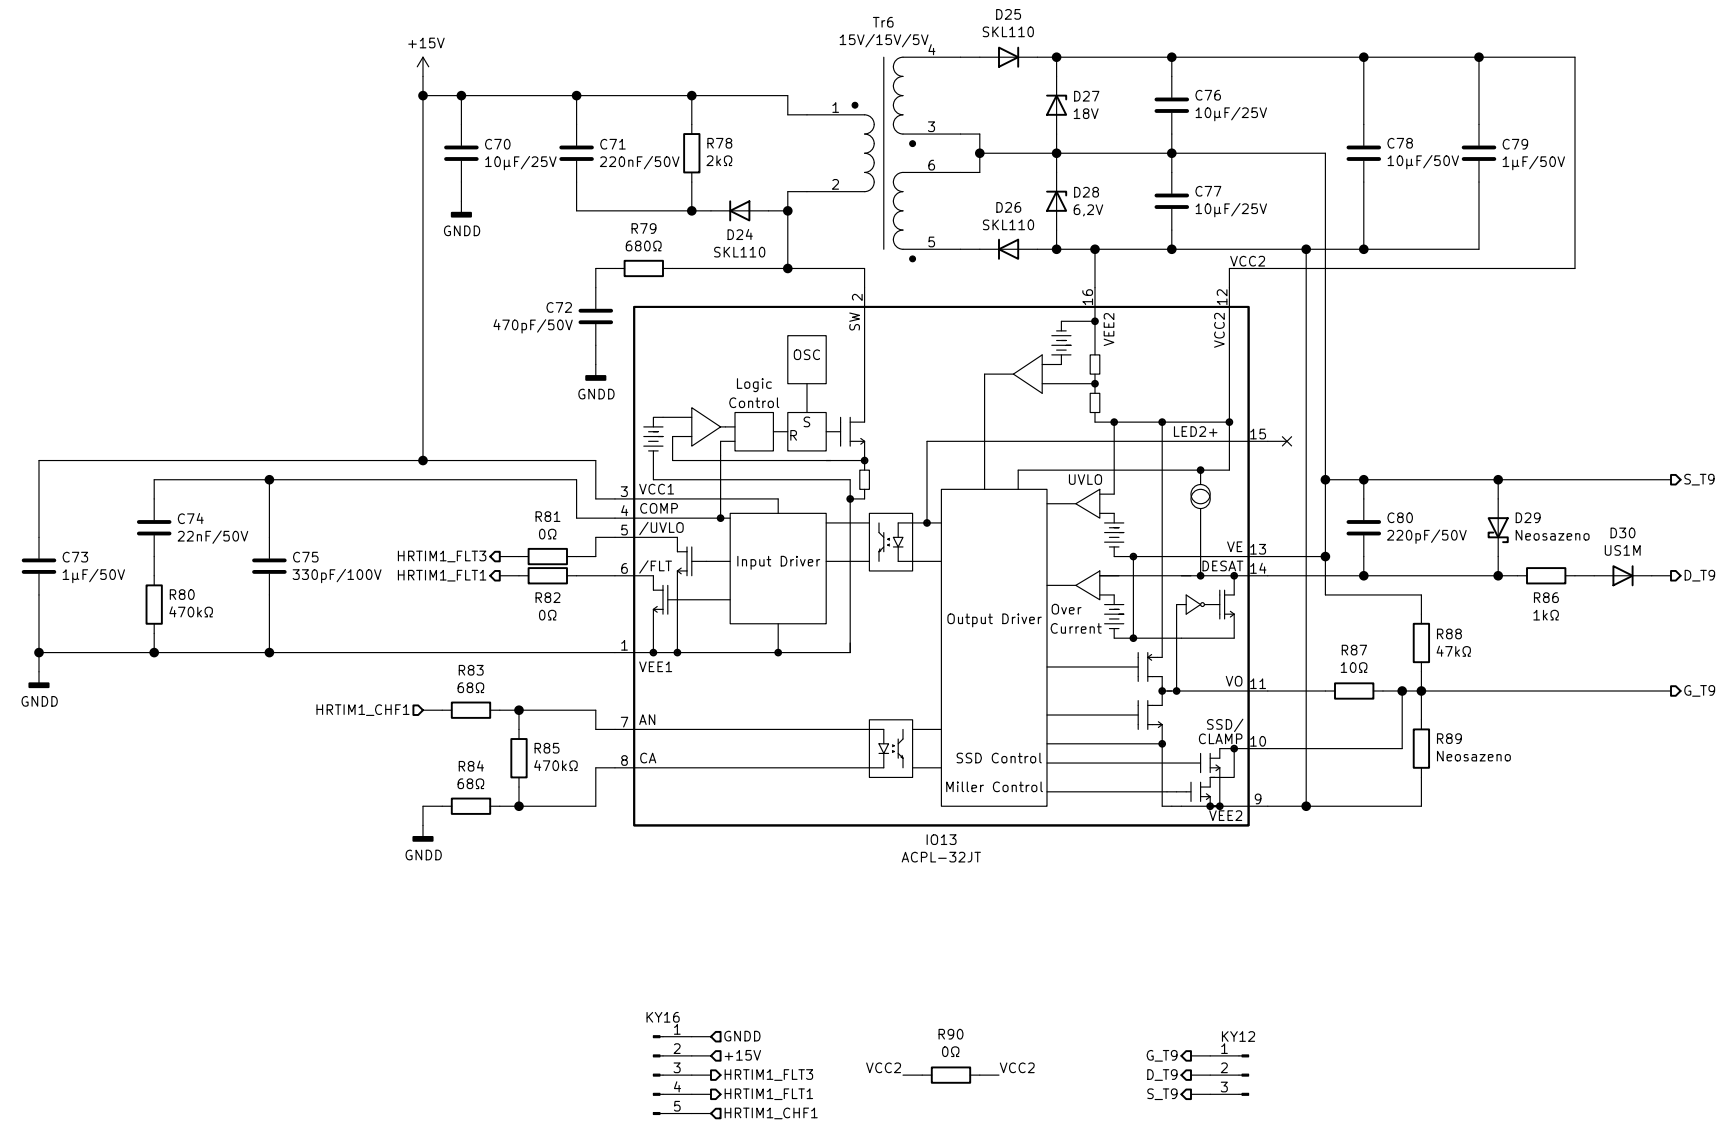 D25
SKL110
Tr6
15V/15V/5V
+15V
4
1
3
2
6
5
C70
10µF/25V
C71
220nF/50V
R78
2kΩ
D27
18V
C76
10µF/25V
C78
10µF/50V
C79
1µF/50V
D28
6,2V
C77
10µF/25V
GNDD
D24
SKL110
D26
SKL110
R79
680Ω
C72
470pF/50V
GNDD
VCC2
SW
2
16
VEE2
12
VCC2
OSC
Logic
Control
S
R
LED2+
15
UVLO
3
VCC1
4
COMP
5
/UVLO
6
/FLT
1
VEE1
C74
22nF/50V
R81
0Ω
C73
1µF/50V
C75
330pF/100V
HRTIM1_FLT3
HRTIM1_FLT1
R80
470kΩ
R82
0Ω
Input Driver
Output Driver
Over
Current
VE
13
DESAT
14
S_T9
C80
220pF/50V
D29
Neosazeno
D30
US1M
D_T9
R86
1kΩ
R88
47kΩ
R87
10Ω
VO
11
G_T9
GNDD
R83
68Ω
HRTIM1_CHF1
7
AN
R85
470kΩ
R84
68Ω
8
CA
SSD Control
Miller Control
SSD/
CLAMP
10
R89
Neosazeno
9
VEE2
GNDD
IO13
ACPL-32JT
KY16
1
GNDD
2
+15V
3
HRTIM1_FLT3
4
HRTIM1_FLT1
5
HRTIM1_CHF1
R90
0Ω
VCC2
VCC2
KY12
G_T9
1
D_T9
2
S_T9
3